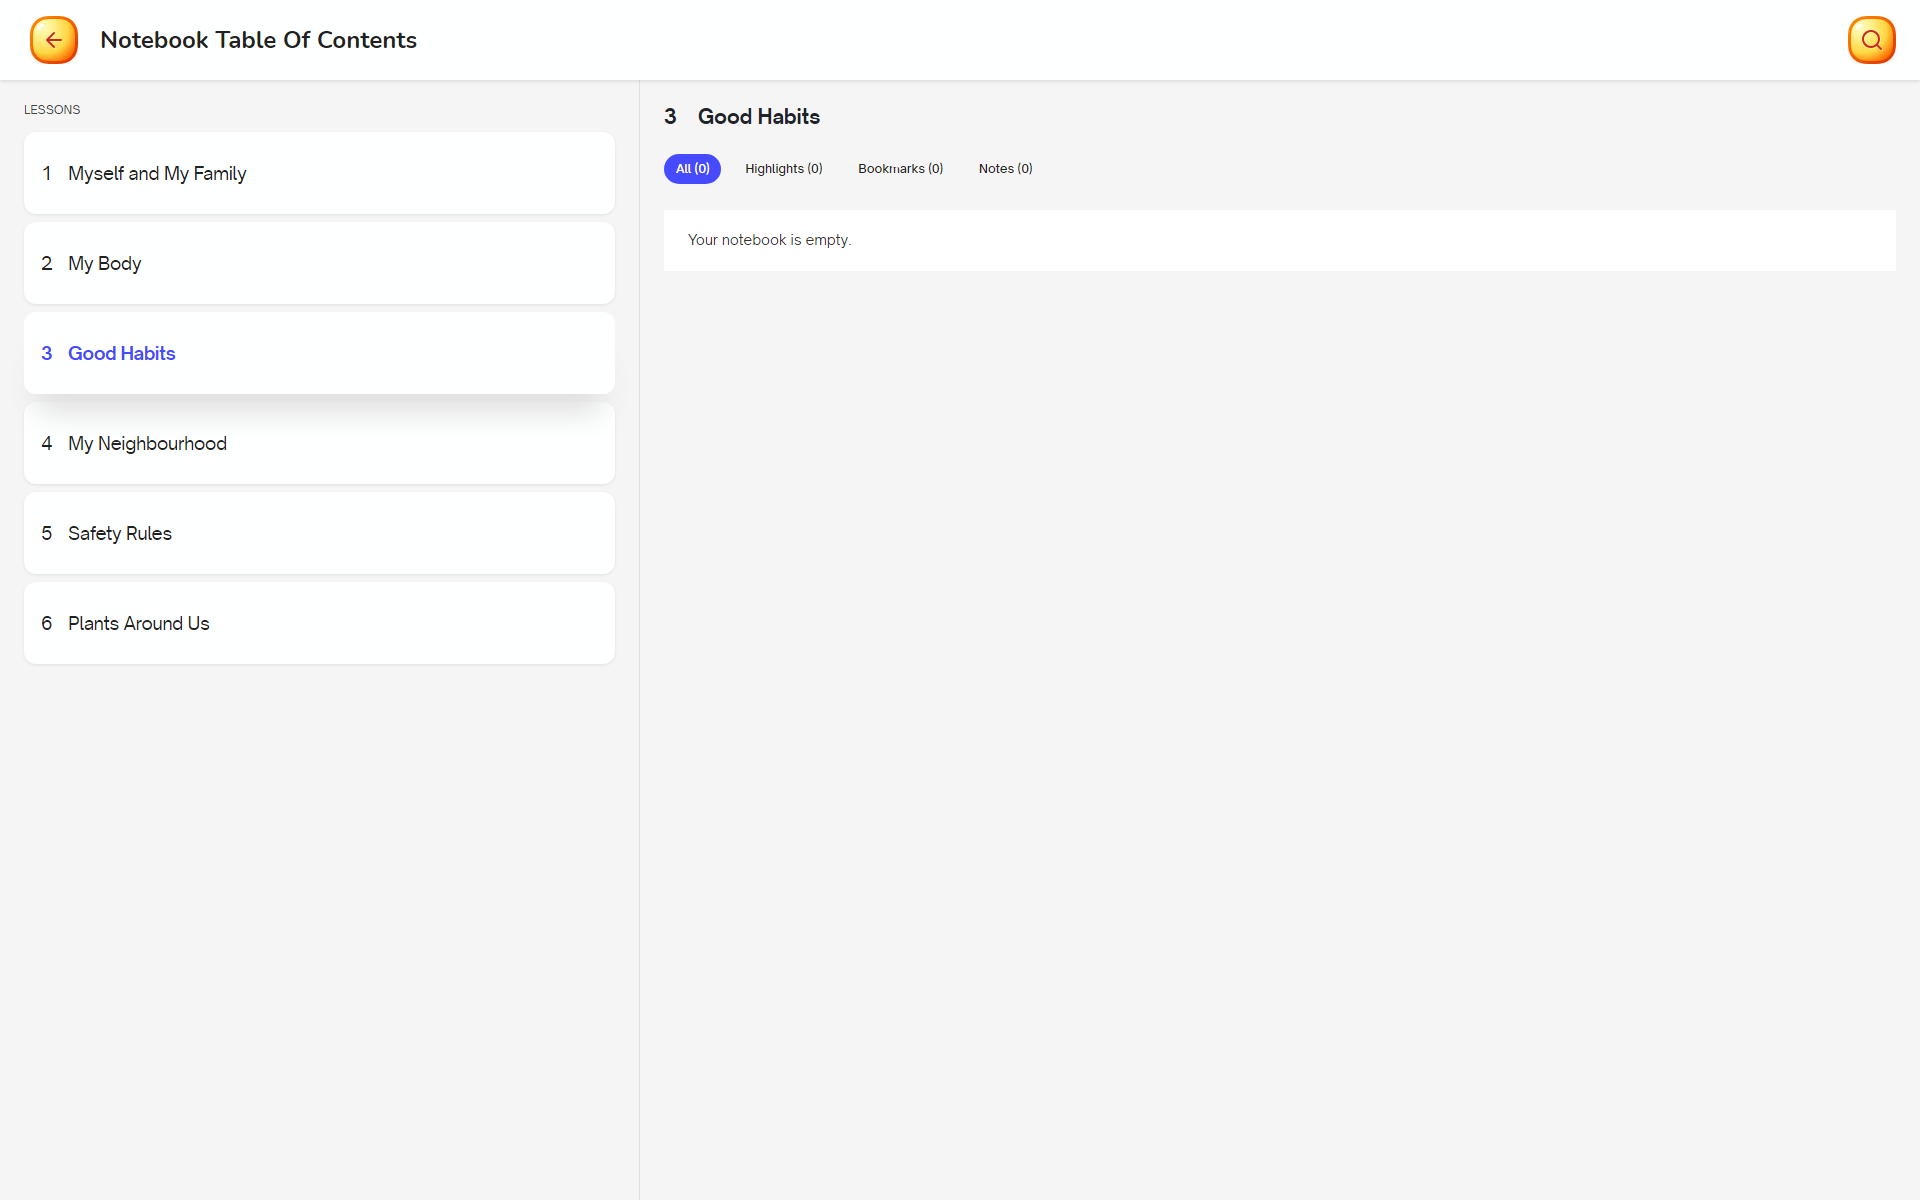 Notebook Table Of Contents
LESSONS
1 Myself and My Family
2 My Body
3 Good Habits
4 My Neighbourhood
5 Safety Rules
6 Plants Around Us
3 Good Habits
All (0) Highlights (0) Bookmarks (0) Notes (0)
Your notebook is empty.